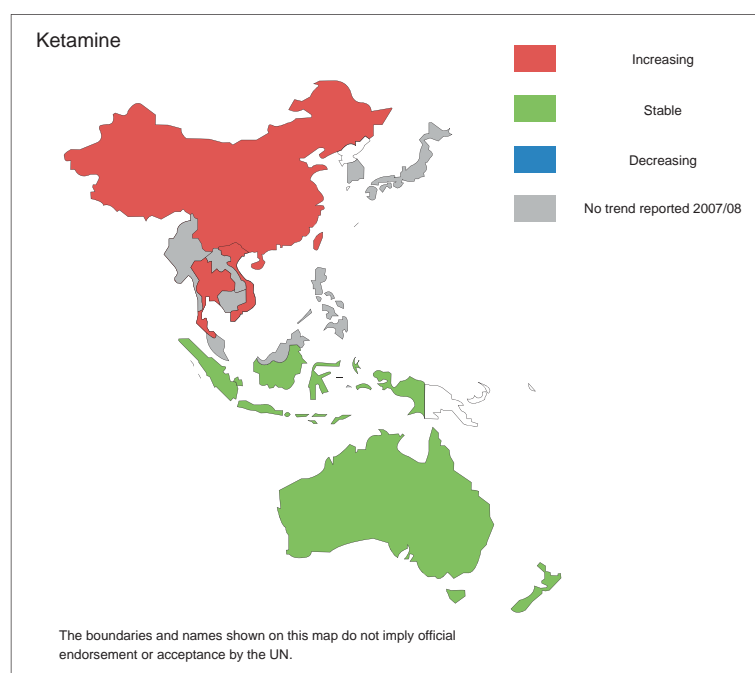 Ketamine
Increasing
Stable
Decreasing
No trend reported 2007/08
The boundaries and names shown on this map do not imply official
endorsement or acceptance by the UN.